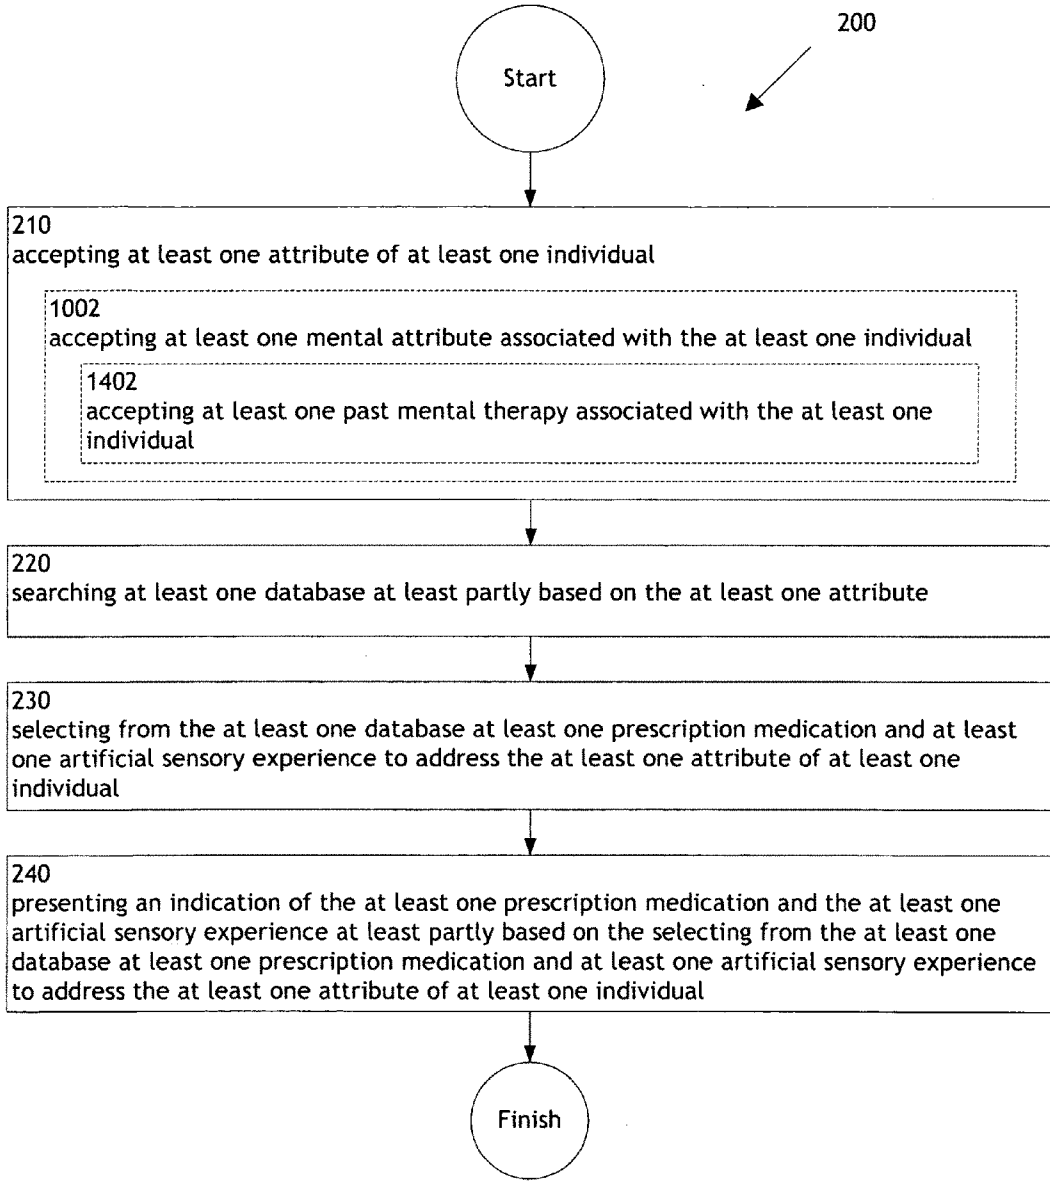 200
Start
210
accepting at least one attribute of at least one individual
1002
accepting at least one mental attribute associated with the at least one individual
1402
accepting at least one past mental therapy associated with the at least one
individual
220
searching at least one database at least partly based on the at least one attribute
230
selecting from the at least one database at least one prescription medication and at least
one artificial sensory experience to address the at least one attribute of at least one
individual
240
presenting an indication of the at least one prescription medication and the at least one
artificial sensory experience at least partly based on the selecting from the at least one
database at least one prescription medication and at least one artificial sensory experience
to address the at least one attribute of at least one individual
Finish